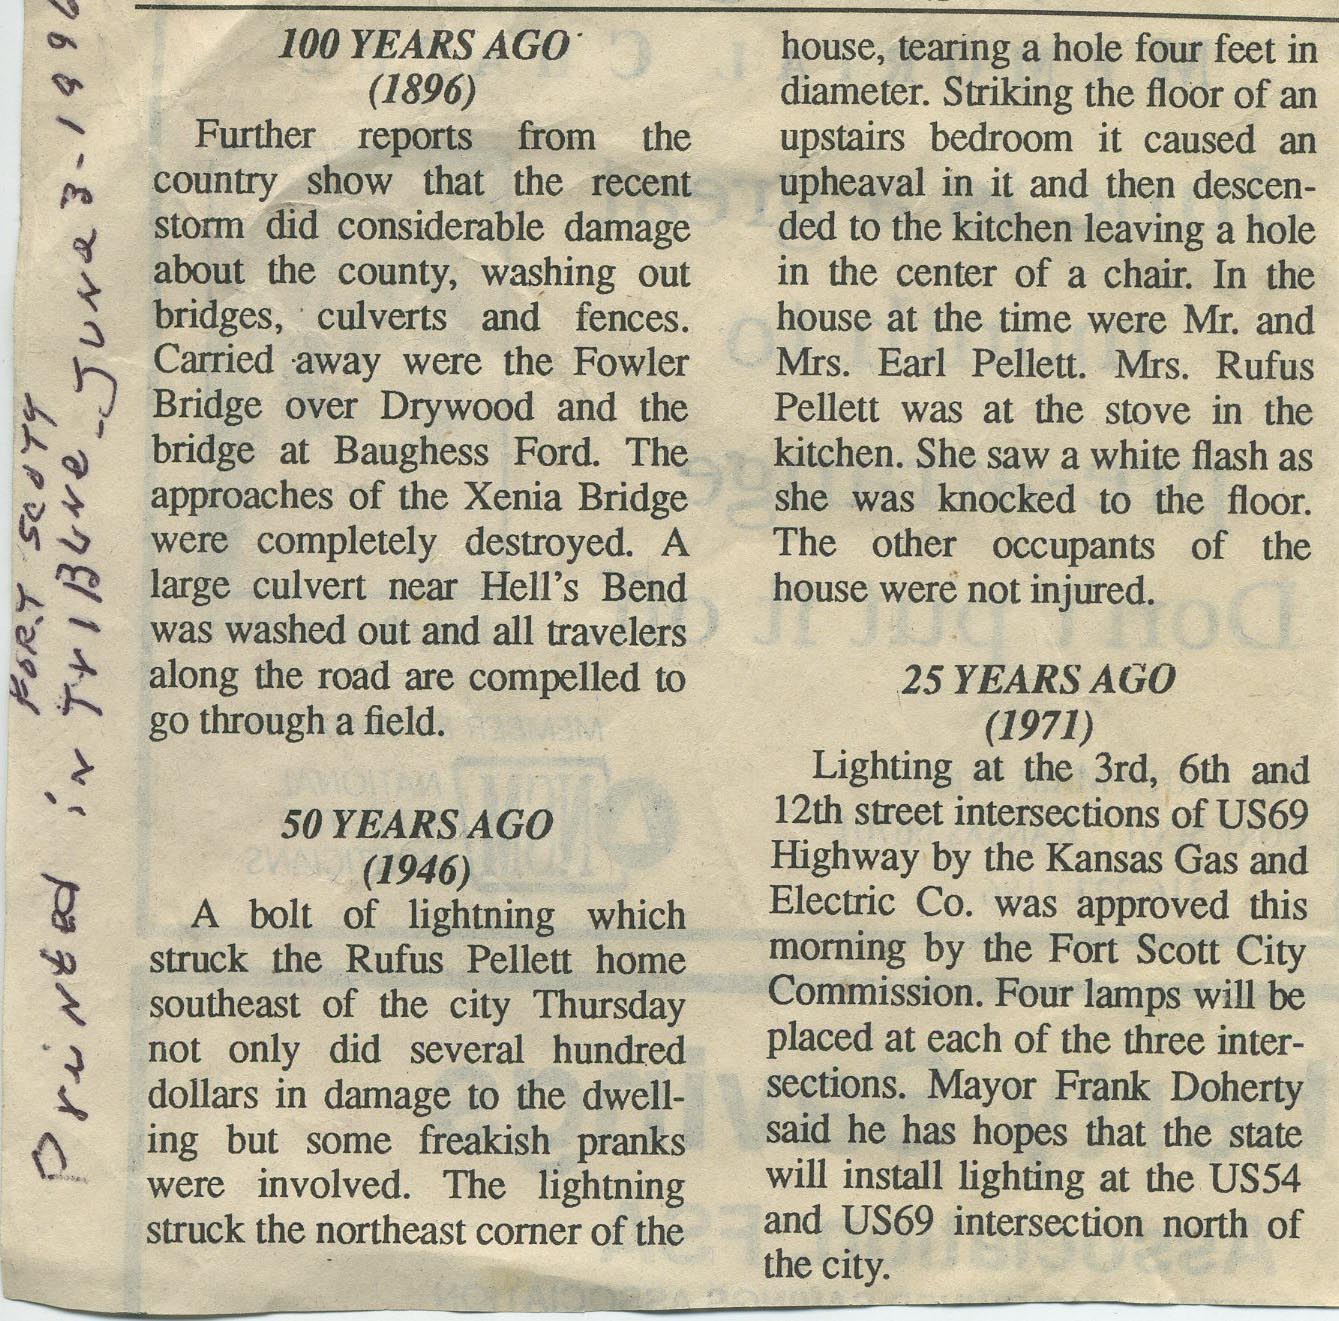 Printed in Tribune - June 3 - 1996
Fort Scott
100 YEARS AGO
(1896)
Further reports from the
country show that the recent
storm did considerable damage
about the county, washing out
bridges, culverts and fences.
Carried away were the Fowler
Bridge over Drywood and the
bridge at Baughess Ford. The
approaches of the Xenia Bridge
were completely destroyed. A
large culvert near Hell's Bend
was washed out and all travelers
along the road are compelled to
go through a field.
50 YEARS AGO
(1946)
A bolt of lightning which
struck the Rufus Pellett home
southeast of the city Thursday
not only did several hundred
dollars in damage to the dwell-
ing but some freakish pranks
were involved. The lightning
struck the northeast corner of the
house, tearing a hole four feet in
diameter. Striking the floor of an
upstairs bedroom it caused an
upheaval in it and then descen-
ded to the kitchen leaving a hole
in the center of a chair. In the
house at the time were Mr. and
Mrs. Earl Pellett. Mrs. Rufus
Pellett was at the stove in the
kitchen. She saw a white flash as
she was knocked to the floor.
The other occupants of the
house were not injured.
25 YEARS AGO
(1971)
Lighting at the 3rd, 6th and
12th street intersections of US69
Highway by the Kansas Gas and
Electric Co. was approved this
morning by the Fort Scott City
Commission. Four lamps will be
placed at each of the three inter-
sections. Mayor Frank Doherty
said he has hopes that the state
will install lighting at the US54
and US69 intersection north of
the city.